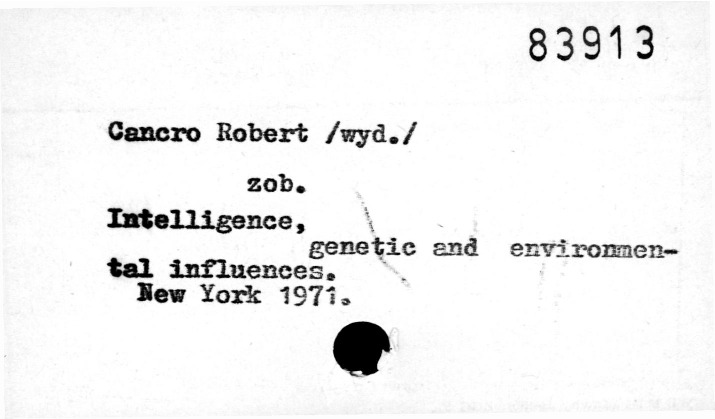 83913
Cancro Robert /wyd./
zob.
Intelligence,
genetic and environmen-
tal influences.
New York 1971.